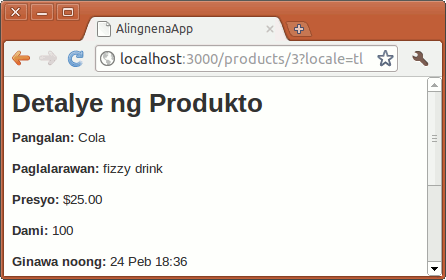 AlingnenaApp
localhost:3000/products/3?locale=tl
Detalye ng Produkto
Pangalan: Cola
Paglalarawan: fizzy drink
Presyo: $25.00
Dami: 100
Ginawa noong: 24 Peb 18:36